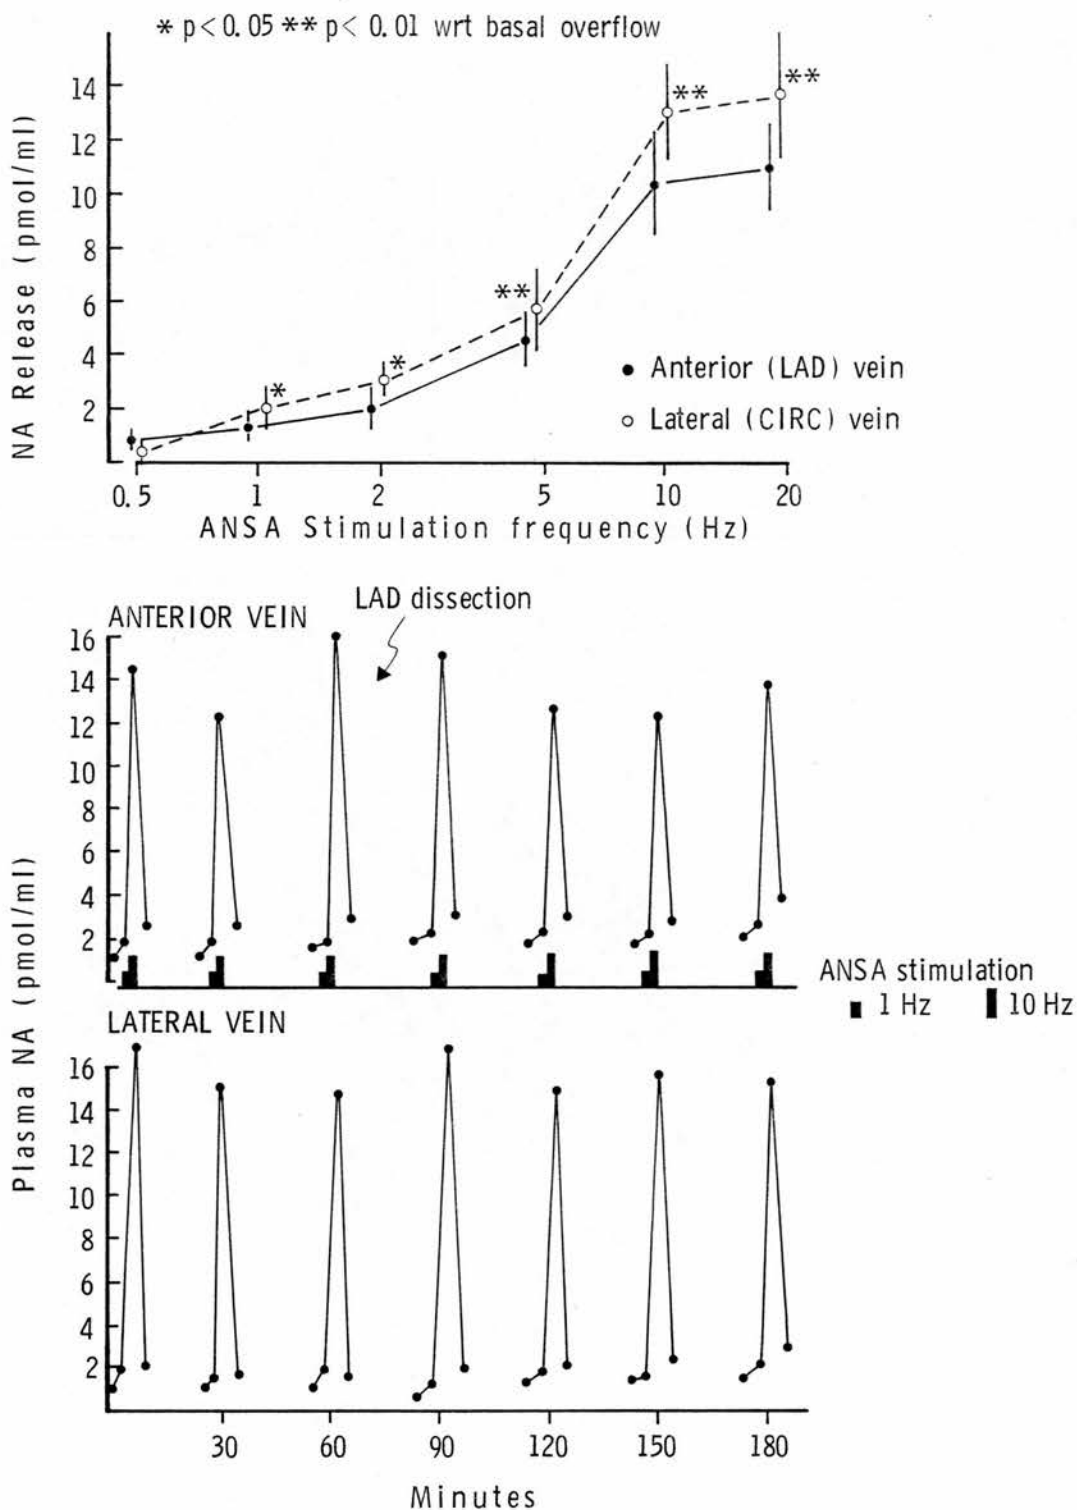 * p<0.05 ** p< 0.01 wrt basal overflow
NA Release (pmol/ml)
14
12
10
8
6
4
2
**
**
**
*
*
Anterior (LAD) vein
Lateral (CIRC) vein
0.5 1 2 5 10 20
ANSA Stimulation frequency (Hz)
LAD dissection
ANTERIOR VEIN
Plasma NA (pmol/ml)
16
14
12
10
8
6
4
2
ANSA stimulation
1 Hz 10 Hz
LATERAL VEIN
16
14
12
10
8
6
4
2
30 60 90 120 150 180
Minutes